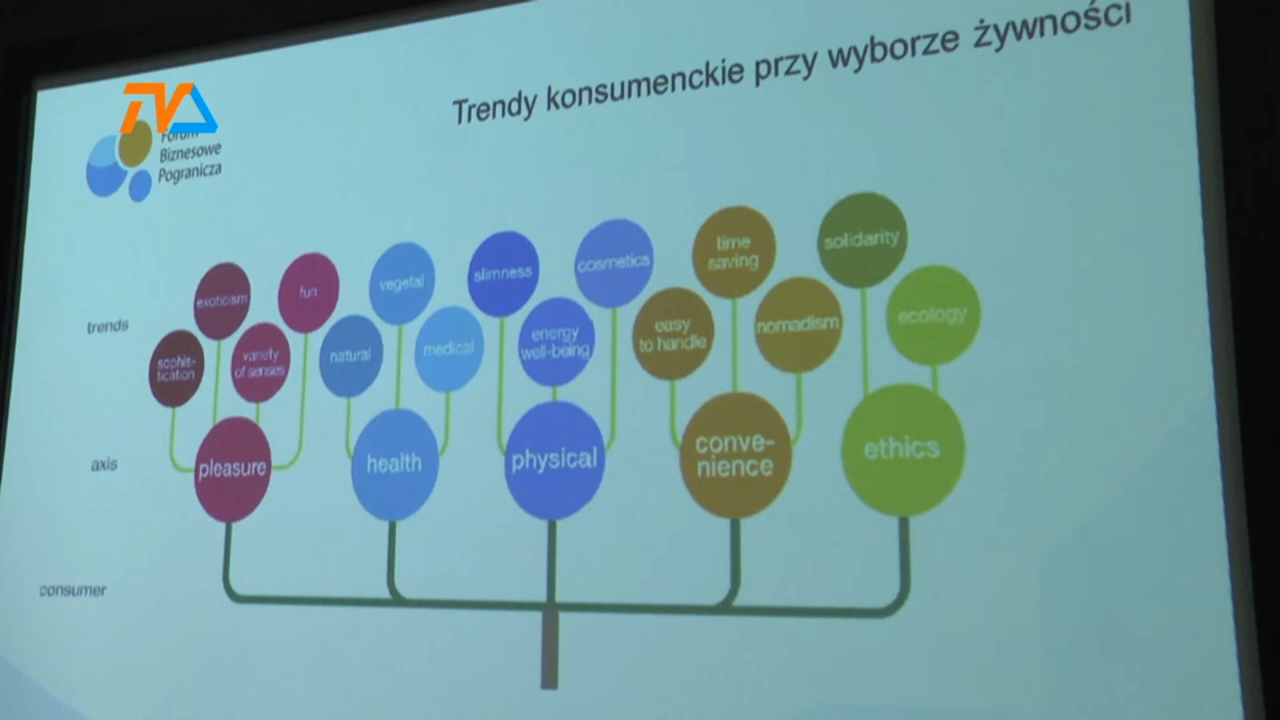 Trendy konsumenckie przy wyborze żywności
TVA
Forum
Biznesowe
Pogranicza
trends
exoticism
fun
sophis-
tication
variety
of senses
vegetal
natural
medical
slimness
energy
well-being
cosmetics
time
saving
easy
to handle
nomadism
solidarity
ecology
axis
pleasure
health
physical
conve-
nience
ethics
consumer